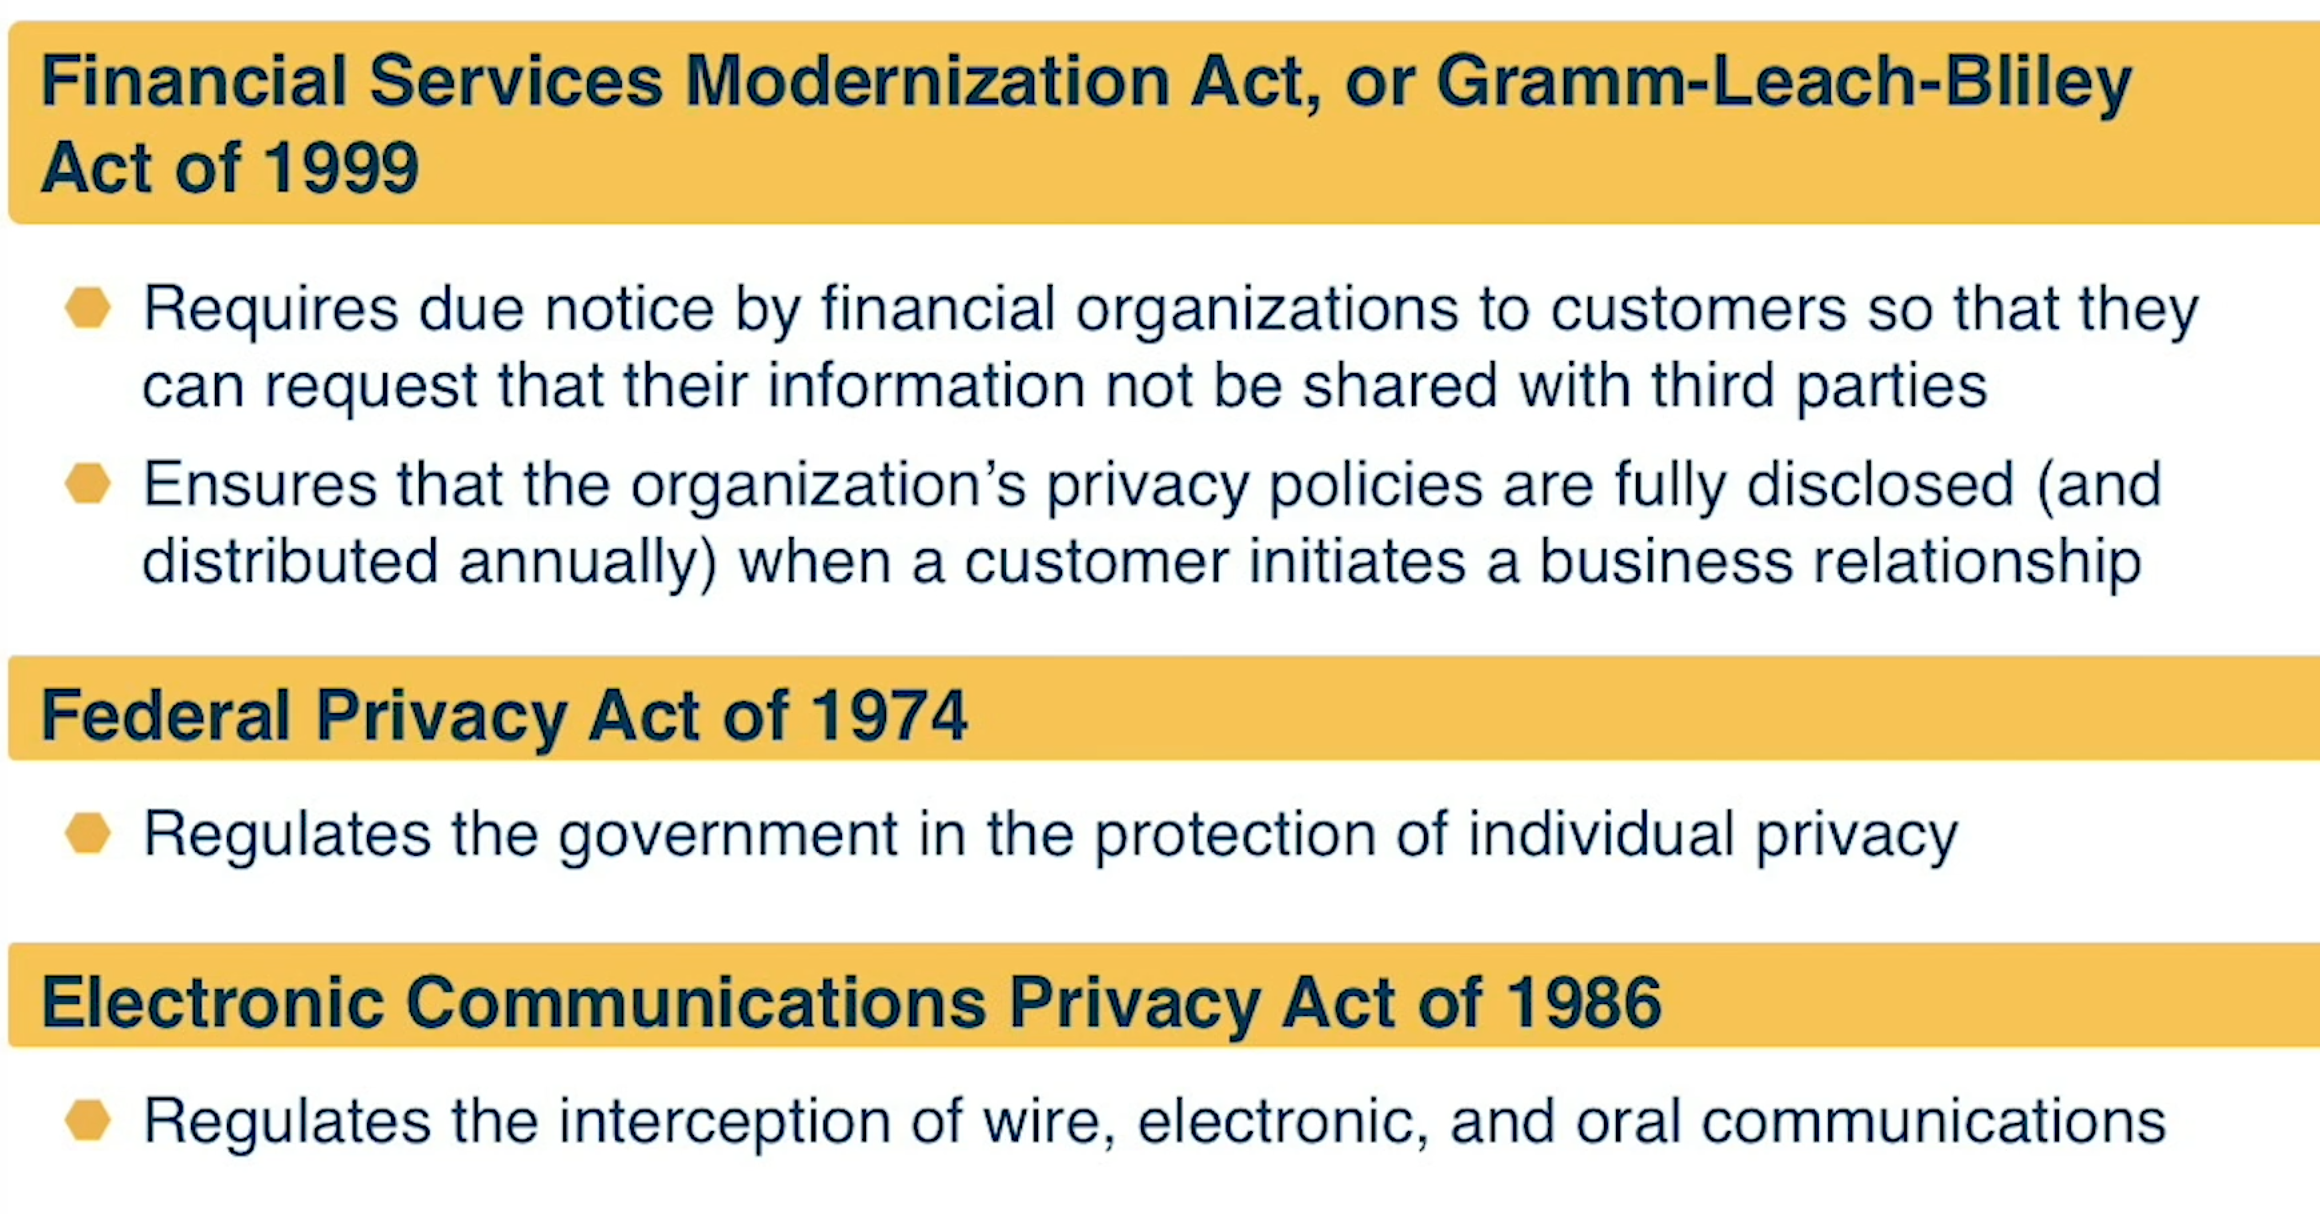 Financial Services Modernization Act, or Gramm-Leach-Bliley
Act of 1999
Requires due notice by financial organizations to customers so that they
can request that their information not be shared with third parties
Ensures that the organization’s privacy policies are fully disclosed (and
distributed annually) when a customer initiates a business relationship
Federal Privacy Act of 1974
Regulates the government in the protection of individual privacy
Electronic Communications Privacy Act of 1986
Regulates the interception of wire, electronic, and oral communications